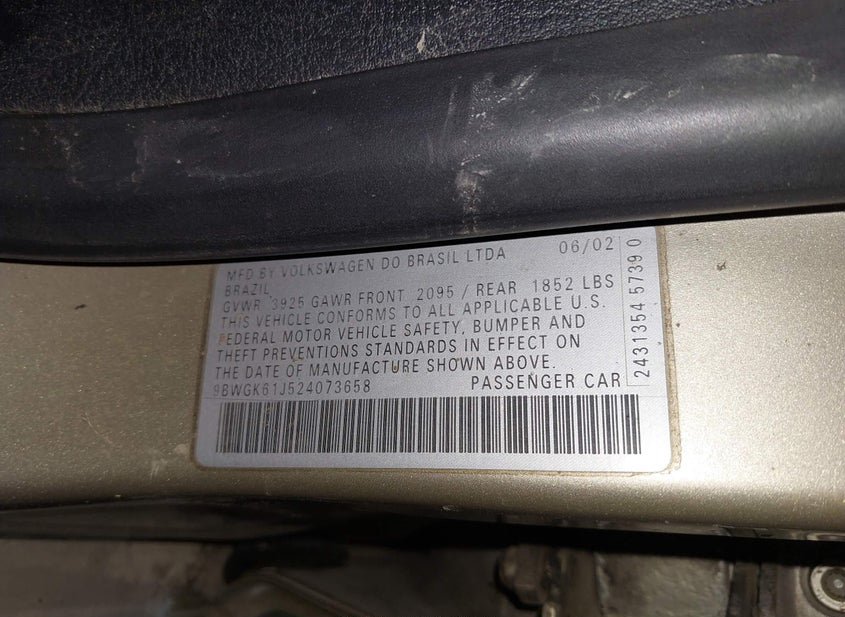 MFD BY VOLKSWAGEN DO BRASIL LTDA 06/02
BRAZIL
GVWR 3925 GAWR FRONT 2095 / REAR 1852 LBS
THIS VEHICLE CONFORMS TO ALL APPLICABLE U.S.
FEDERAL MOTOR VEHICLE SAFETY, BUMPER AND
THEFT PREVENTIONS STANDARDS IN EFFECT ON
THE DATE OF MANUFACTURE SHOWN ABOVE.
9BWGK61J524073658 PASSENGER CAR
2431354 5739 0